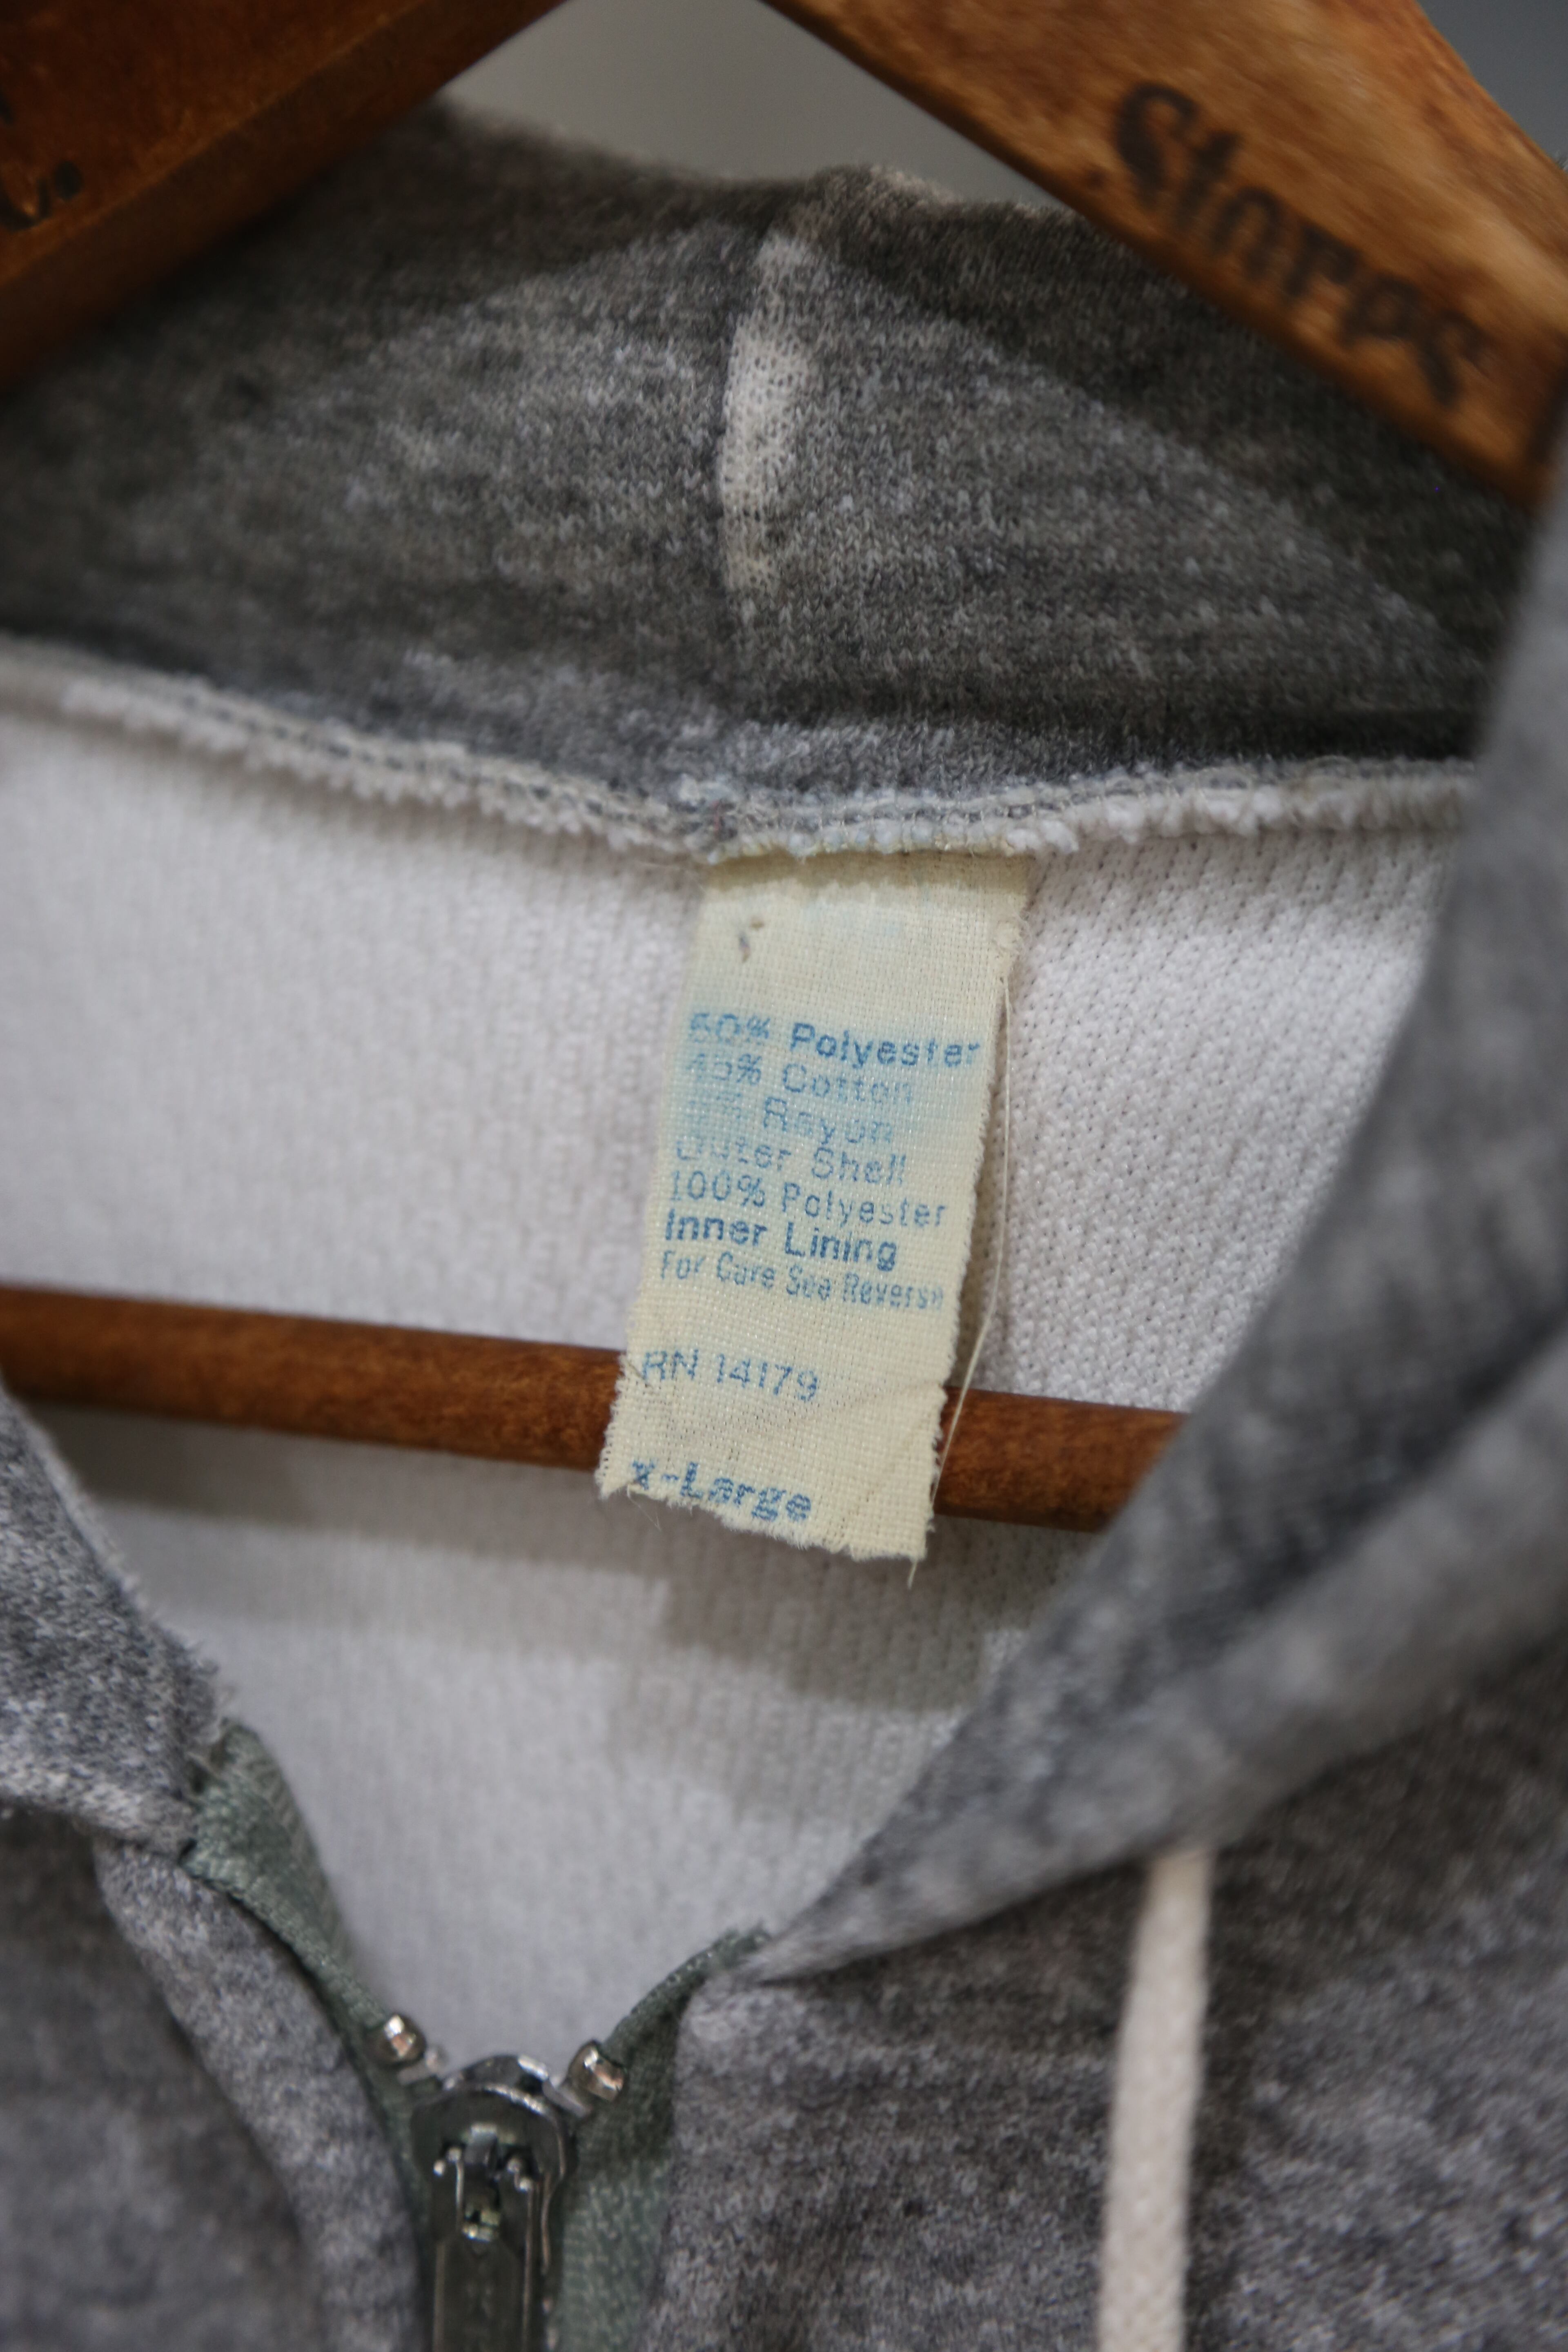 Stores
50% Polyester
45% Cotton
Rayon
Outer Shell
100% Polyester
Inner Lining
For Care See Reverse
RN 14179
x-Large